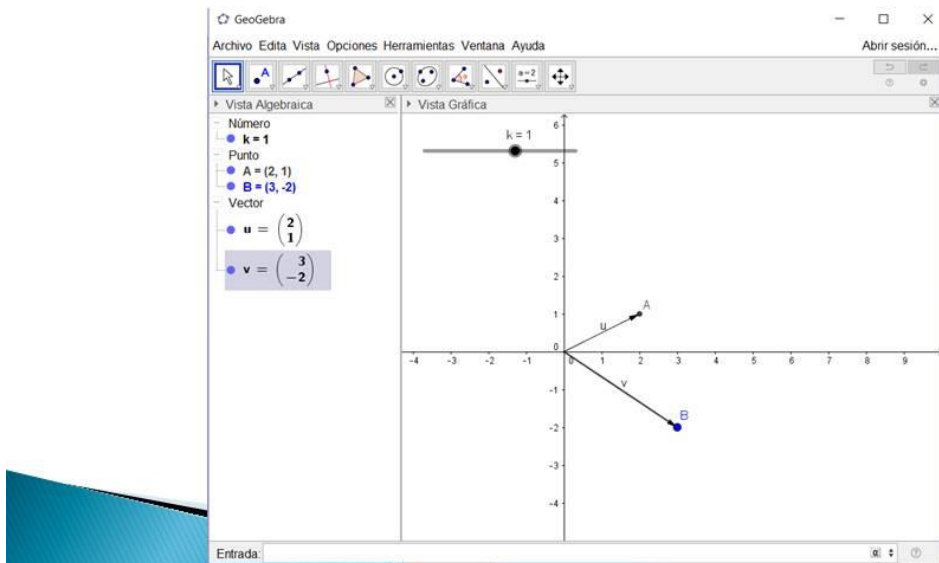 GeoGebra
Archivo Edita Vista Opciones Herramientas Ventana Ayuda
Abrir sesión...
A
a=2
Vista Algebraica
Vista Gráfica
Número
k = 1
Punto
A = (2, 1)
B = (3, -2)
Vector
u = (2
1)
v = (3
-2)
k = 1
6
5
4
3
2
1
0
-1
-2
-3
-4
-4 -3 -2 -1 0 1 2 3 4 5 6 7 8 9
A
u
v
B
Entrada:
α